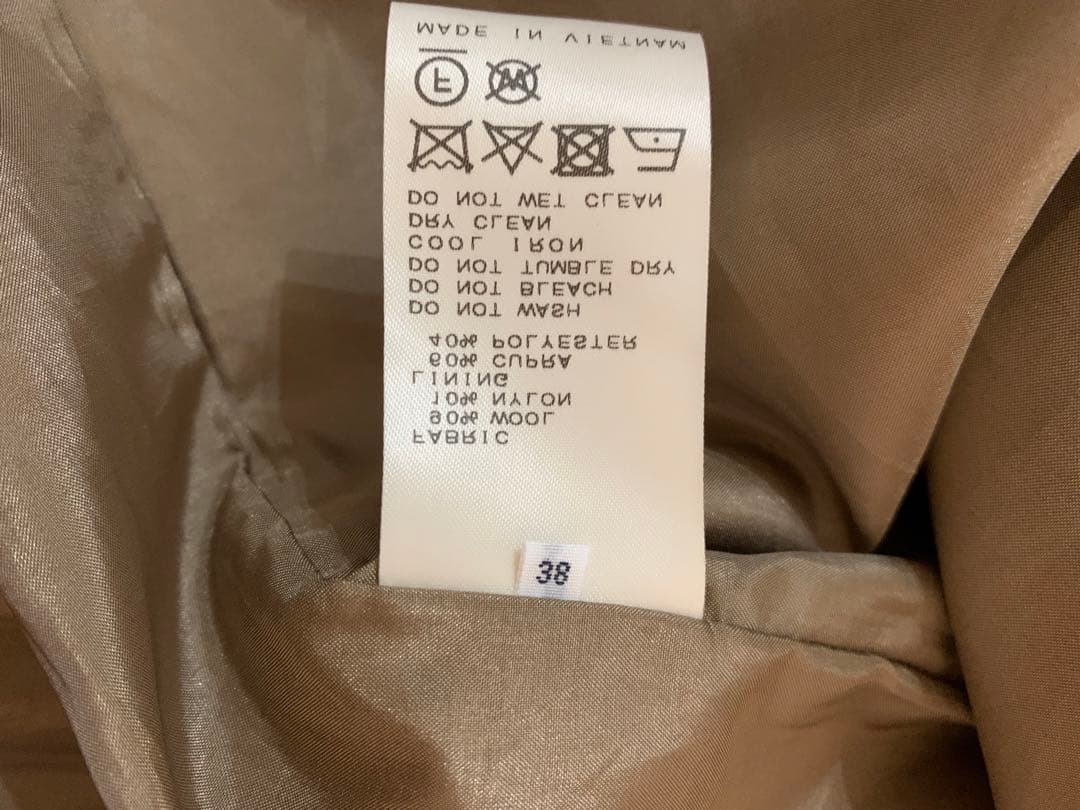 FABRIC
90% WOOL
10% NYLON
LINING
60% CUPRA
40% POLYESTER
DO NOT WASH
DO NOT BLEACH
DO NOT TUMBLE DRY
COOL IRON
DRY CLEAN
DO NOT WET CLEAN
F W
MADE IN VIETNAM
38